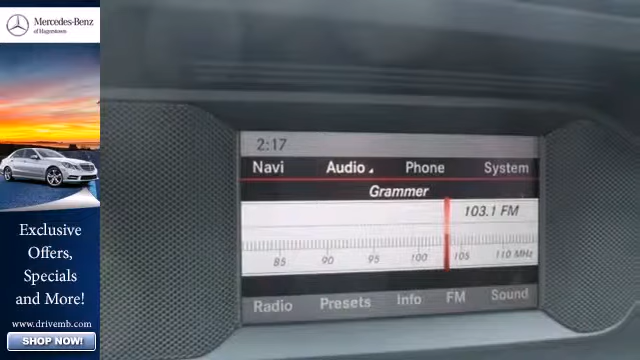 Mercedes-Benz
of Hagerstown
Exclusive
Offers,
Specials
and More!
www.drivemb.com
SHOP NOW!
2:17
Navi Audio Phone System
Grammer
103.1 FM
85 90 95 100 105 110 MHz
Radio Presets Info FM Sound